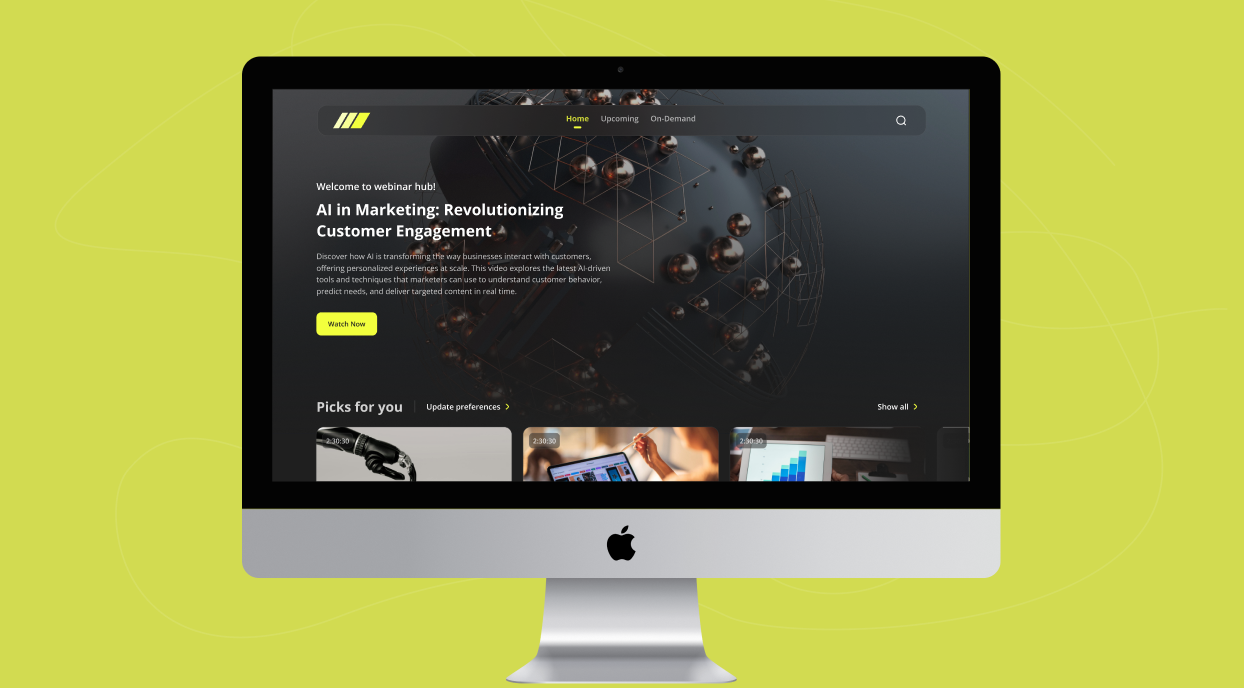 Home Upcoming On-Demand
Welcome to webinar hub!
AI in Marketing: Revolutionizing
Customer Engagement
Discover how AI is transforming the way businesses interact with customers,
offering personalized experiences at scale. This video explores the latest AI-driven
tools and techniques that marketers can use to understand customer behavior,
predict needs, and deliver targeted content in real time.
Watch Now
Picks for you Update preferences Show all
2:30:30 2:30:30 2:30:30